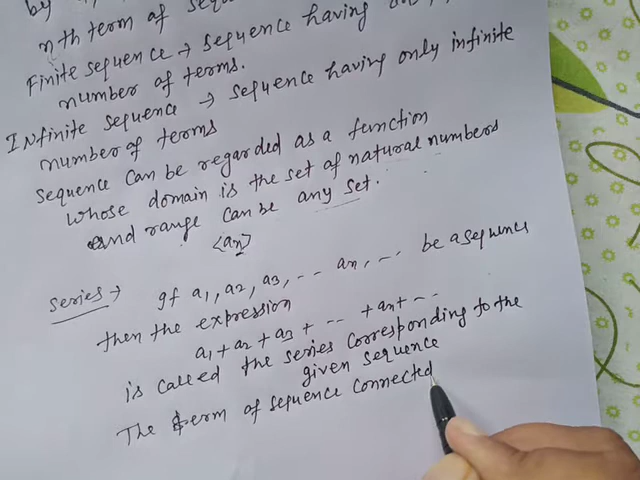 by
nth term of sequ
Finite sequence → sequence having
number of terms.
Infinite sequence → sequence having only infinite
number of terms
Sequence can be regarded as a function
whose domain is the set of natural numbers
and range can be any set.
<an>
Series → If a1, a2, a3, -- an, -- be a sequence
then the expression
a1 + a2 + a3 + -- + an + --
is called the series corresponding to the
given sequence
The term of sequence connected